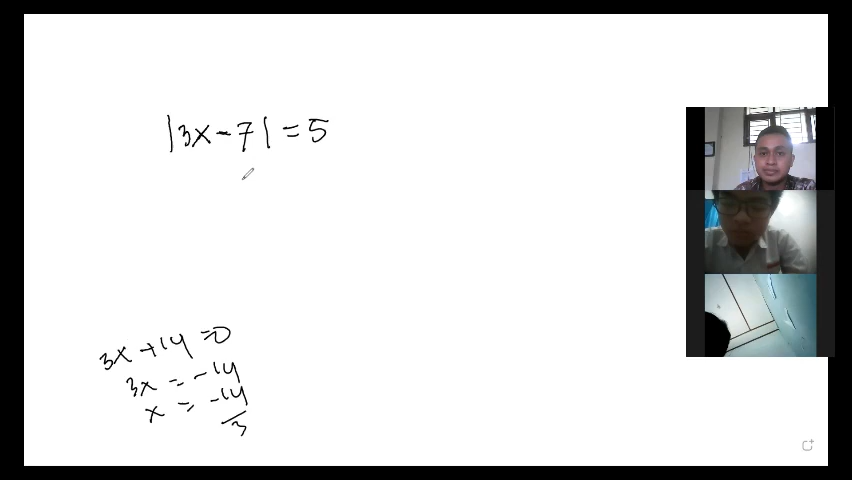 |3x - 7| = 5
3x + 14 = 0
3x = -14
x = -14
3